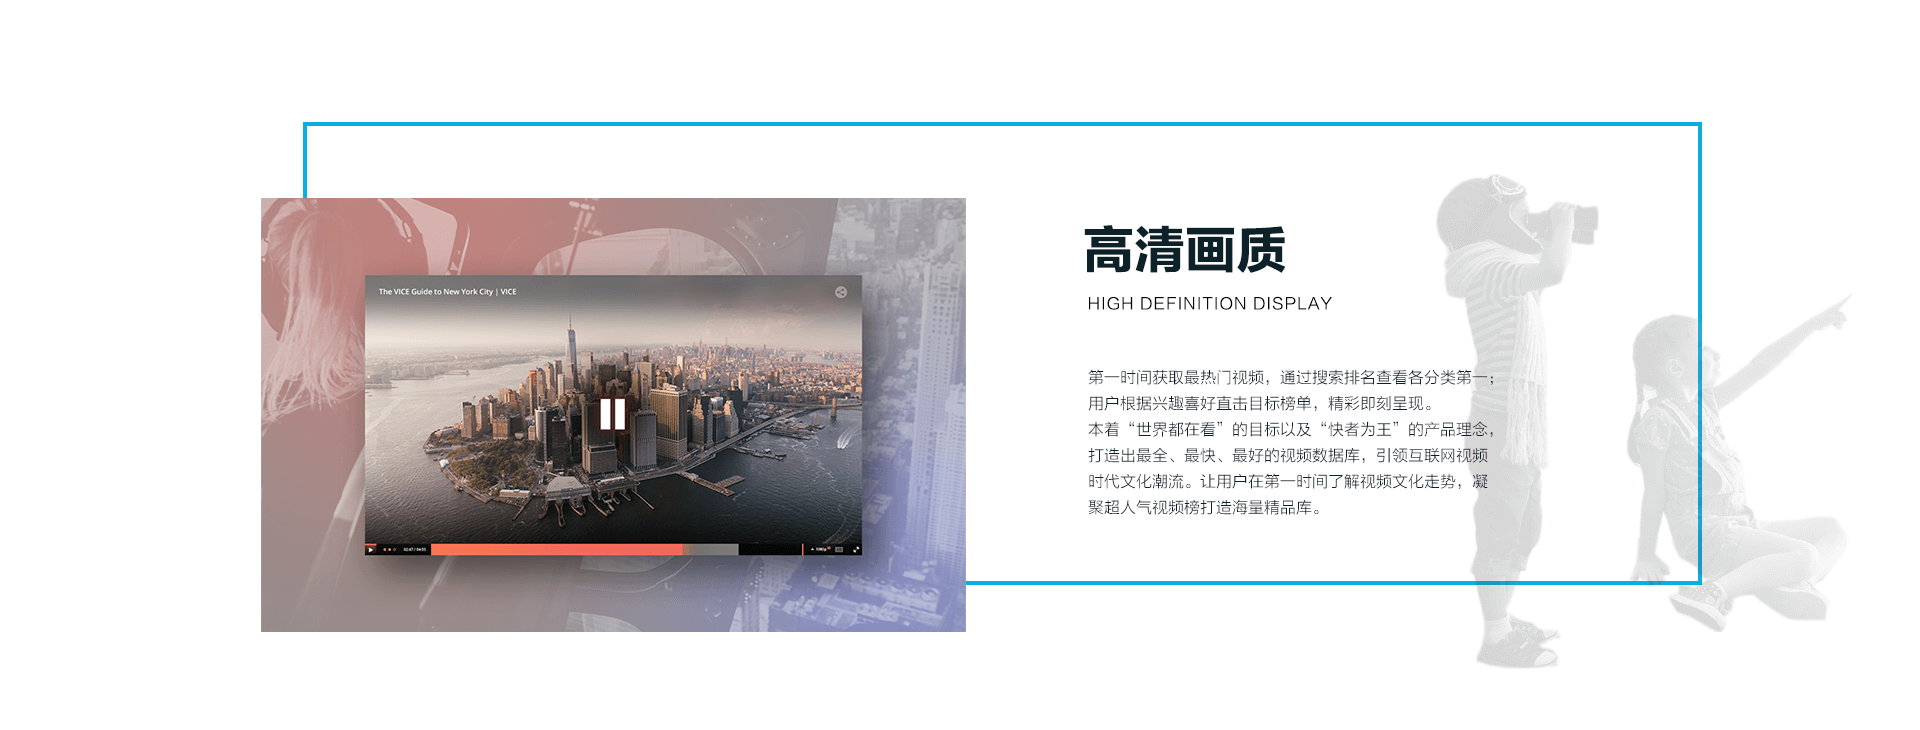 The VICE Guide to New York City | VICE
高清画质
HIGH DEFINITION DISPLAY
第一时间获取最热门视频，通过搜索排名查看各分类第一；
用户根据兴趣喜好直击目标榜单，精彩即刻呈现。
本着“世界都在看”的目标以及“快者为王”的产品理念，
打造出最全、最快、最好的视频数据库，引领互联网视频
时代文化潮流。让用户在第一时间了解视频文化走势，凝
聚超人气视频榜打造海量精品库。